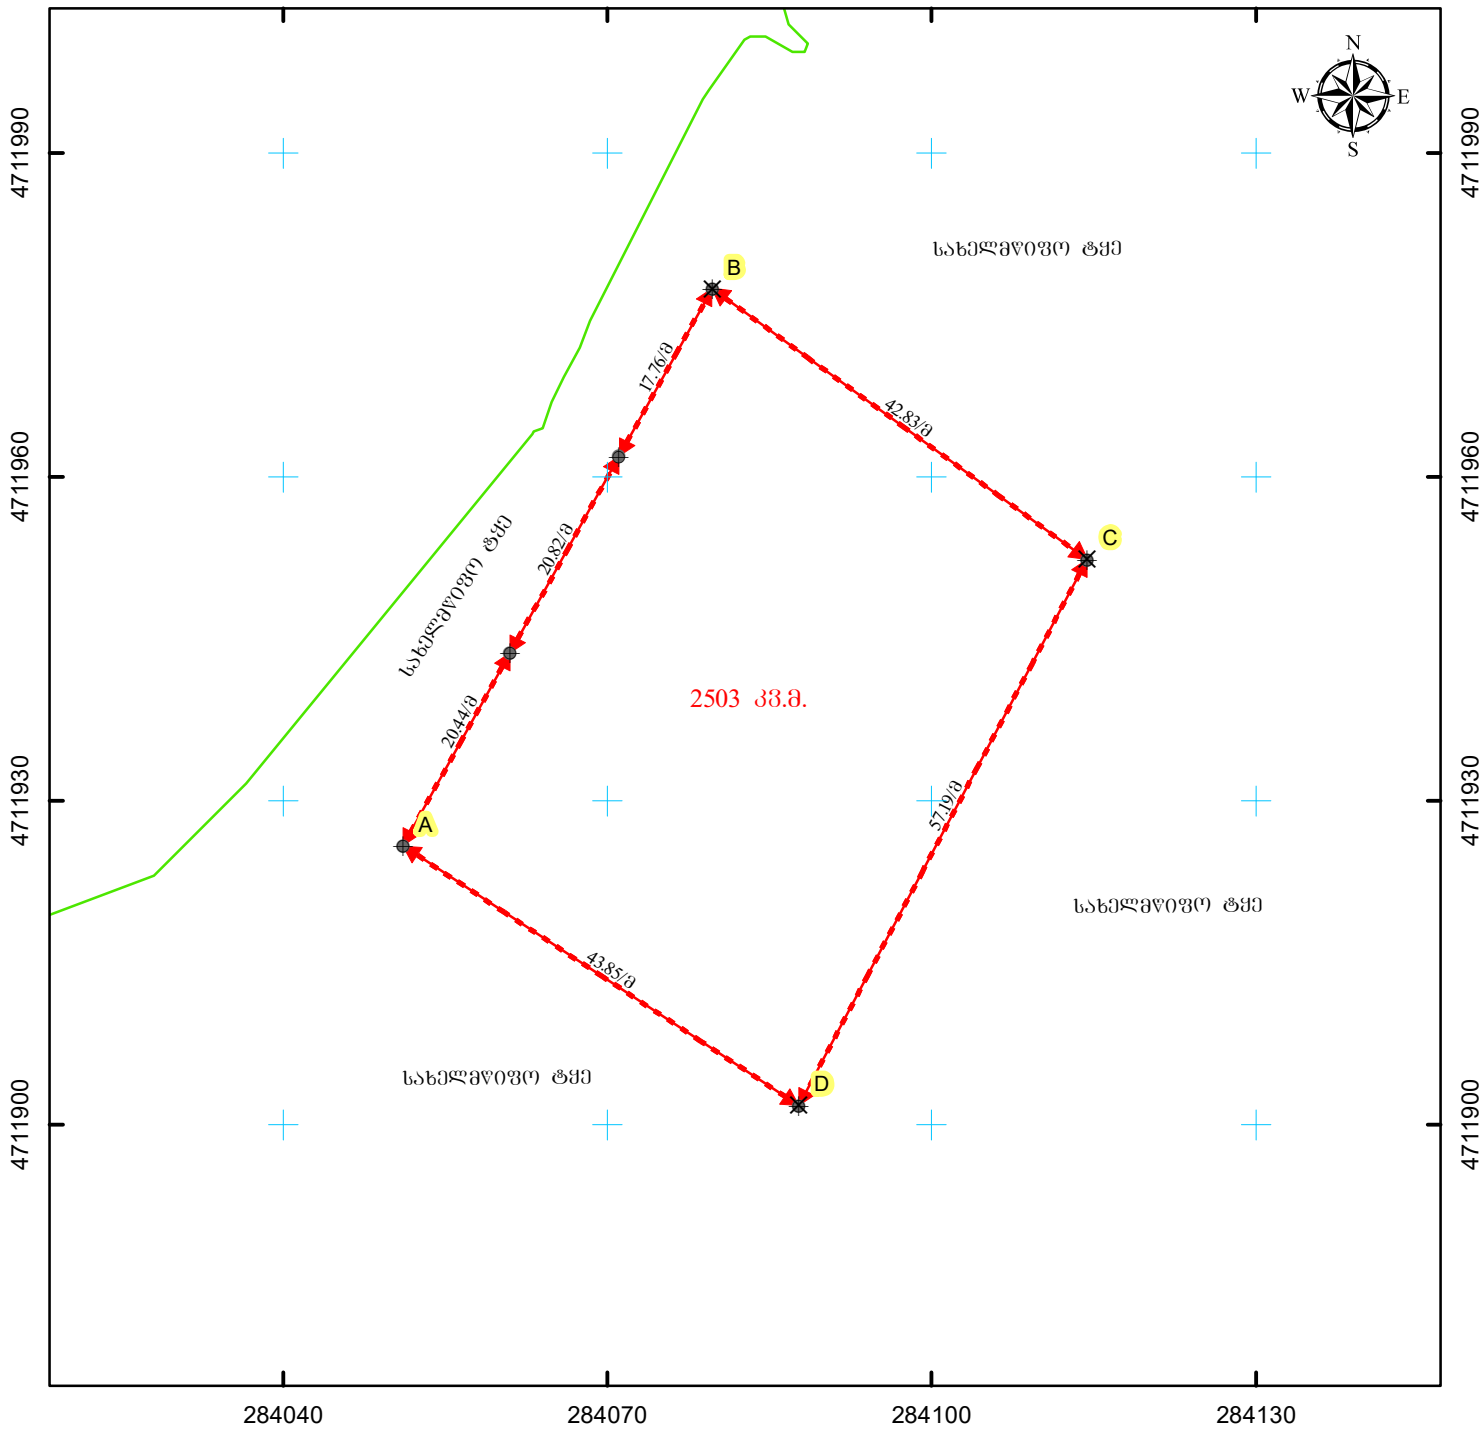 N
W E
S
4711990
4711990
სახელმწიფო ტყე
B
17.76/მ
42.83/მ
4711960
4711960
20.82/მ
სახელმწიფო ტყე
C
20.44/მ
2503 კვ.მ.
57.19/მ
4711930
4711930
A
სახელმწიფო ტყე
43.85/მ
სახელმწიფო ტყე
D
4711900
4711900
284040 284070 284100 284130